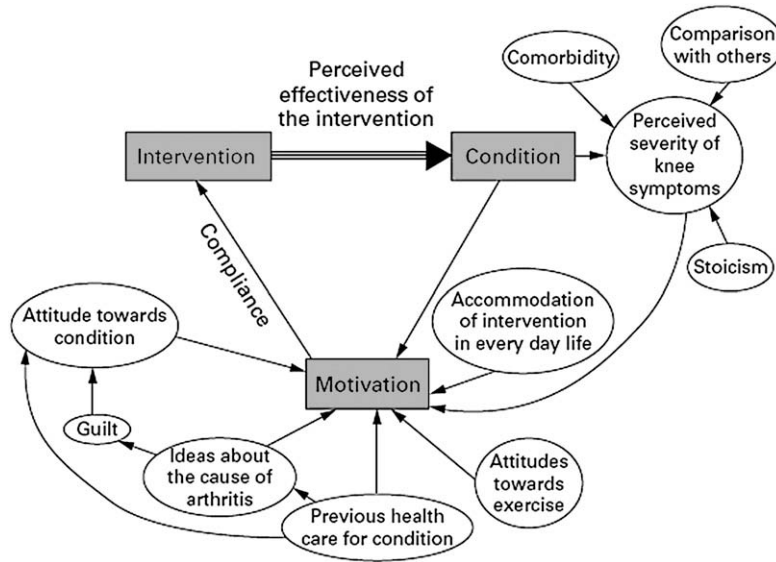 Comorbidity
Comparison
with others
Perceived
effectiveness of
the intervention
Intervention
Condition
Perceived
severity of
knee
symptoms
Stoicism
Compliance
Attitude towards
condition
Accommodation
of intervention
in every day life
Motivation
Guilt
Ideas about
the cause of
arthritis
Previous health
care for condition
Attitudes
towards
exercise